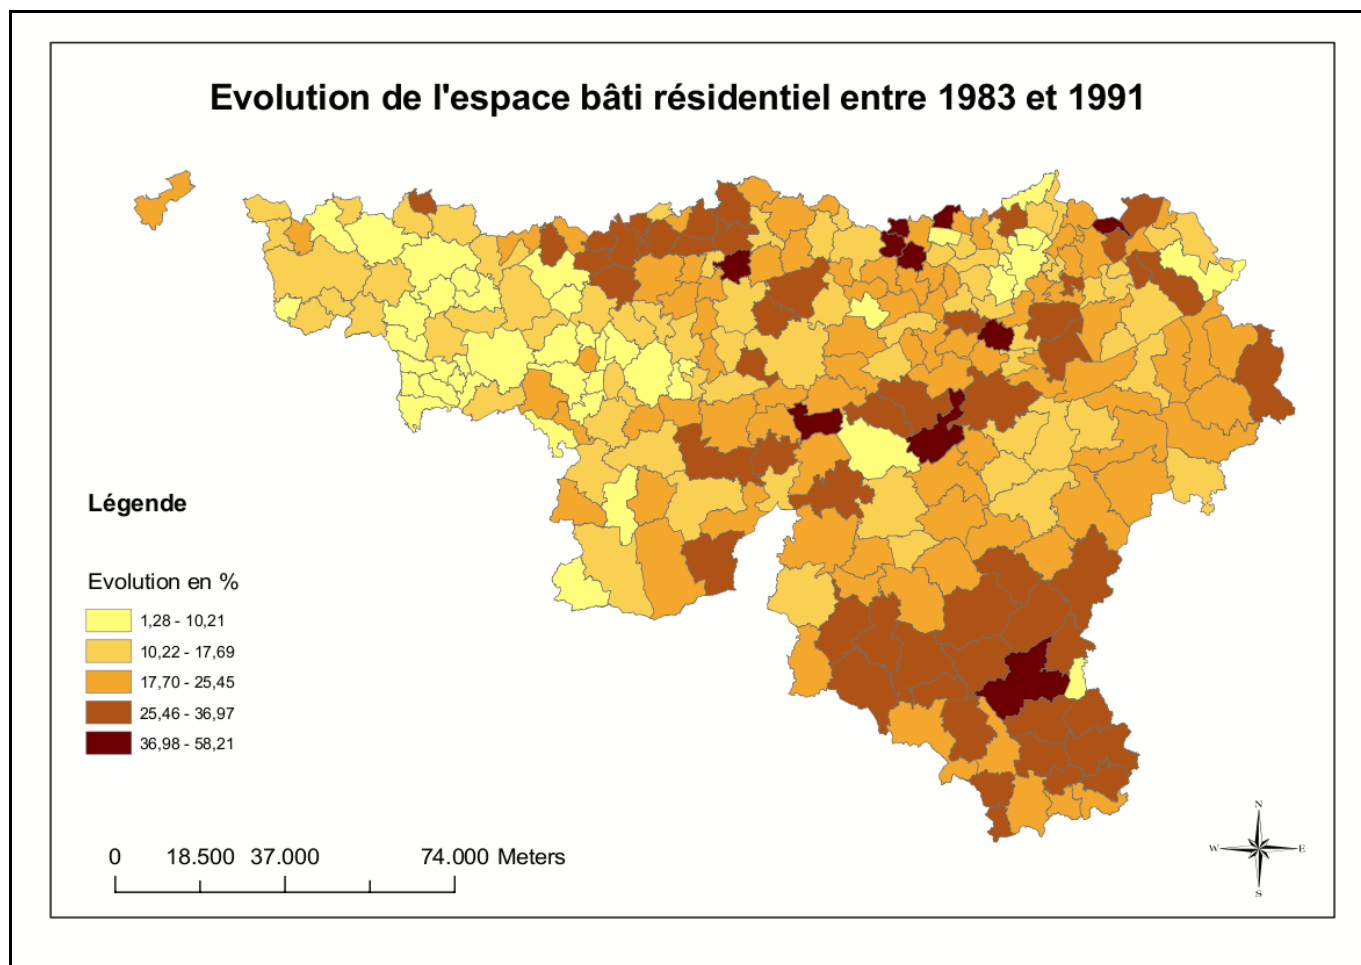 Evolution de l'espace bâti résidentiel entre 1983 et 1991
Légende
Evolution en %
1,28 - 10,21
10,22 - 17,69
17,70 - 25,45
25,46 - 36,97
36,98 - 58,21
0 18.500 37.000 74.000 Meters
N
W E
S